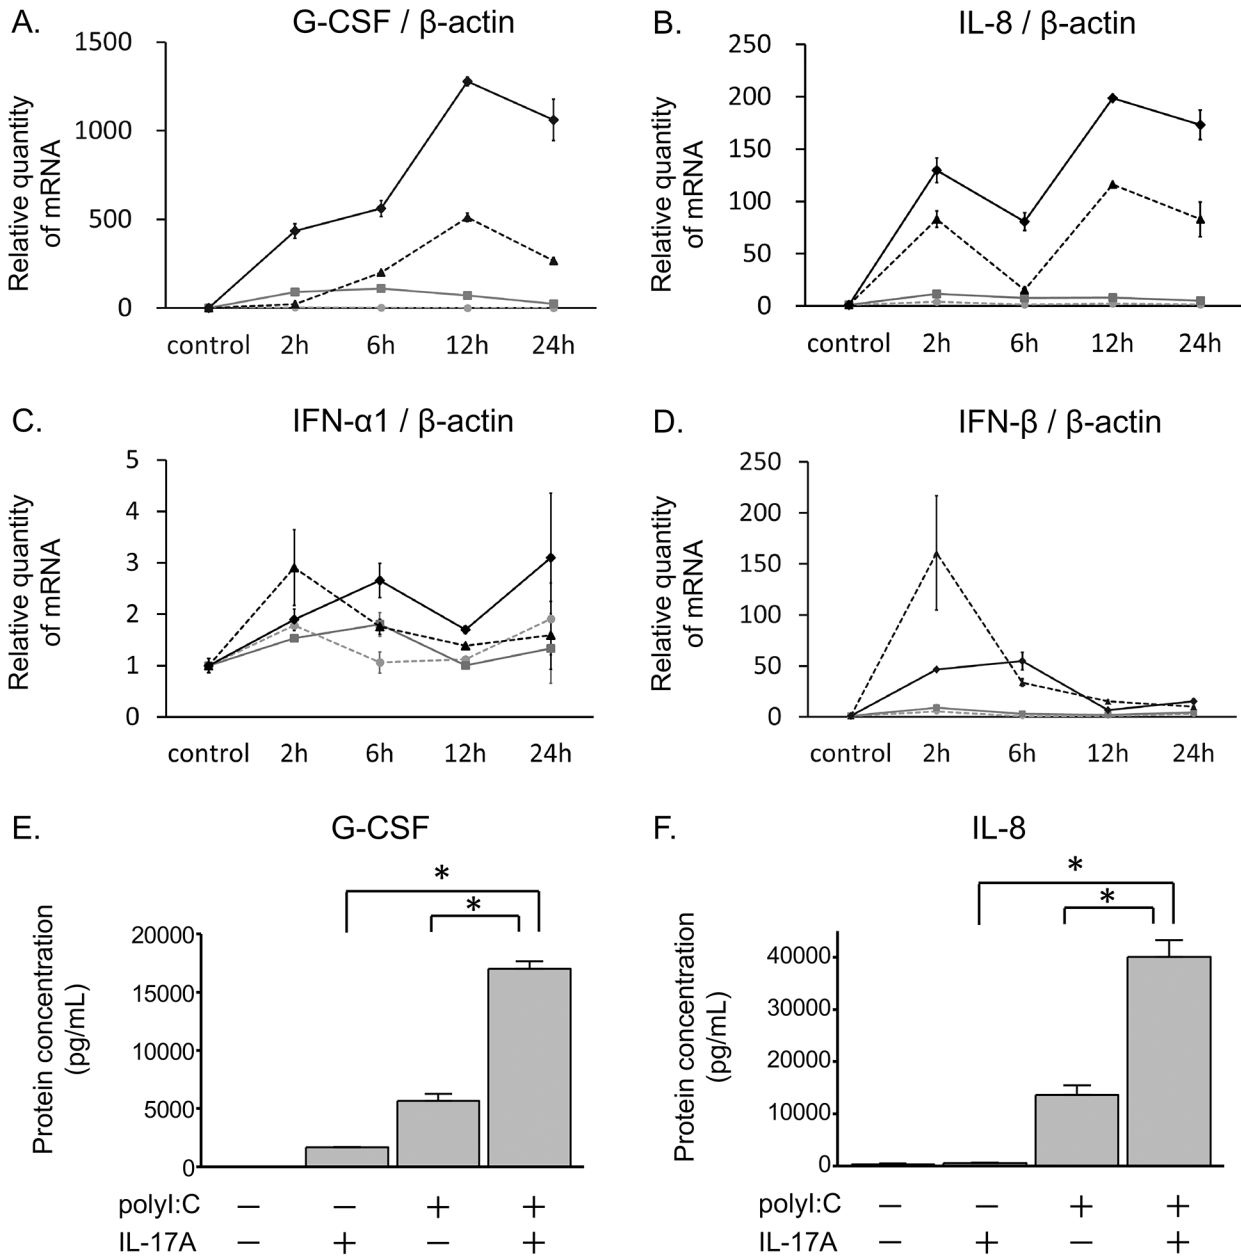 A. G-CSF / β-actin
Relative quantity
of mRNA
1500
1000
500
0
control 2h 6h 12h 24h
B. IL-8 / β-actin
Relative quantity
of mRNA
250
200
150
100
50
0
control 2h 6h 12h 24h
C. IFN-α1 / β-actin
Relative quantity
of mRNA
5
4
3
2
1
0
control 2h 6h 12h 24h
D. IFN-β / β-actin
Relative quantity
of mRNA
250
200
150
100
50
0
control 2h 6h 12h 24h
E. G-CSF
*
*
Protein concentration
(pg/mL)
20000
15000
10000
5000
0
polyI:C − − + +
IL-17A − + − +
F. IL-8
*
*
Protein concentration
(pg/mL)
40000
30000
20000
10000
0
polyI:C − − + +
IL-17A − + − +